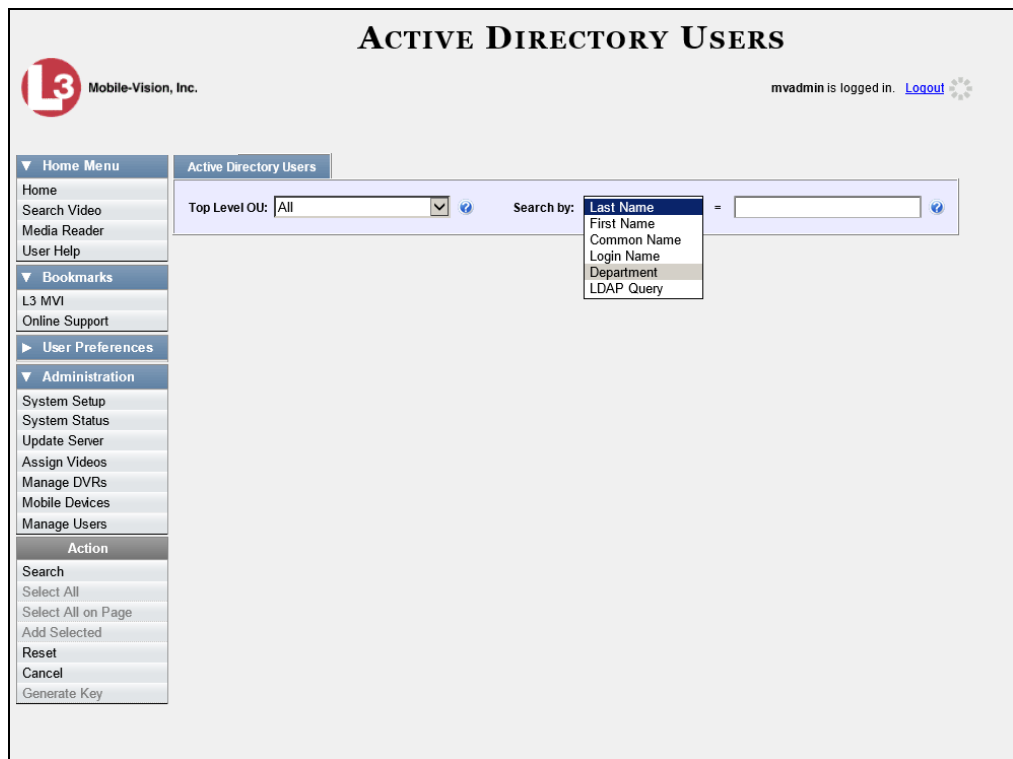 ACTIVE DIRECTORY USERS
L3 Mobile-Vision, Inc.
mvadmin is logged in. Logout
▼ Home Menu
Home
Search Video
Media Reader
User Help
▼ Bookmarks
L3 MVI
Online Support
▶ User Preferences
▼ Administration
System Setup
System Status
Update Server
Assign Videos
Manage DVRs
Mobile Devices
Manage Users
Action
Search
Select All
Select All on Page
Add Selected
Reset
Cancel
Generate Key
Active Directory Users
Top Level OU: All ? Search by: Last Name = ?
First Name
Common Name
Login Name
Department
LDAP Query